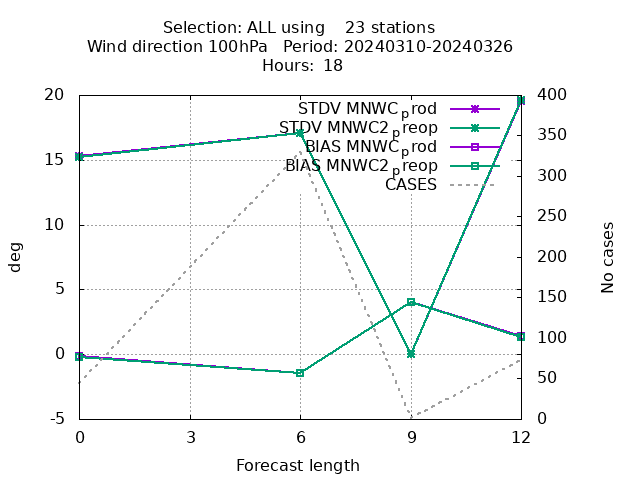 Selection: ALL using 23 stations
Wind direction 100hPa Period: 20240310-20240326
Hours: 18
20
15
10
5
0
-5
deg
STDV MNWC_prod
STDV MNWC2_preop
BIAS MNWC_prod
BIAS MNWC2_preop
CASES
400
350
300
250
200
150
100
50
0
No cases
0 3 6 9 12
Forecast length